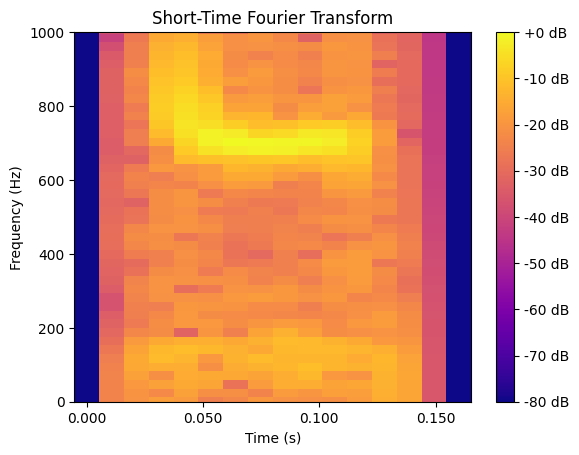 Short-Time Fourier Transform
1000
800
600
400
200
0
Frequency (Hz)
0.000
0.050
0.100
0.150
Time (s)
+0 dB
-10 dB
-20 dB
-30 dB
-40 dB
-50 dB
-60 dB
-70 dB
-80 dB